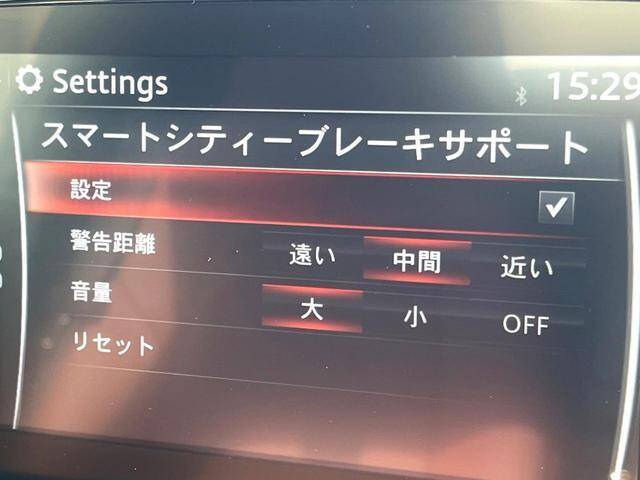 Settings 15:29
スマートシティーブレーキサポート
設定
警告距離 遠い 中間 近い
音量 大 小 OFF
リセット